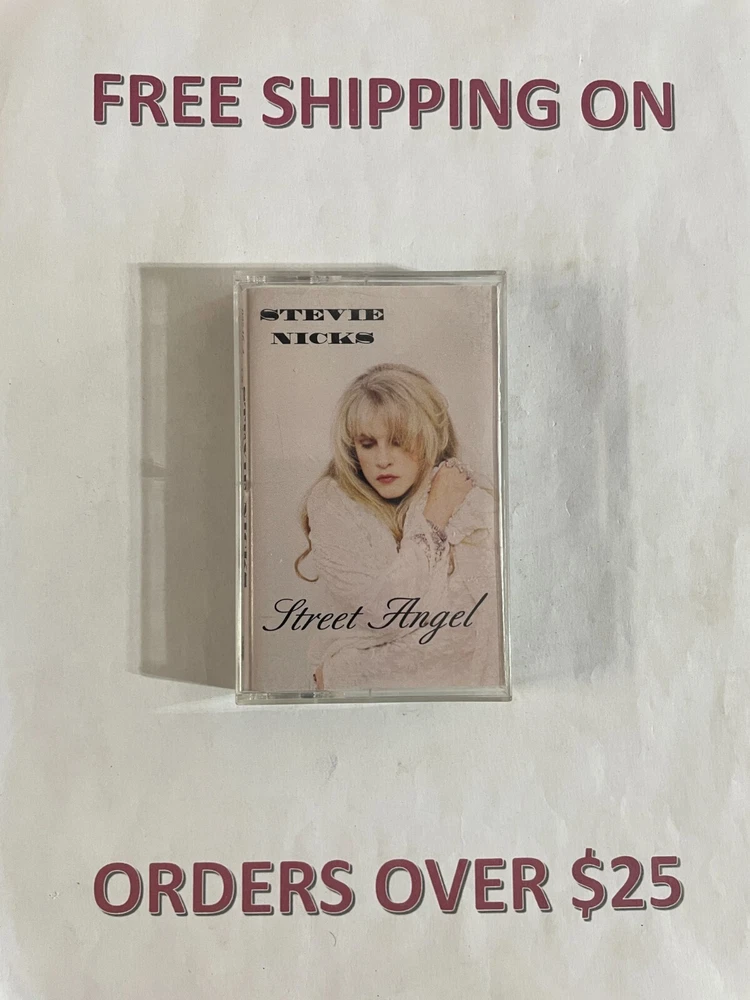 FREE SHIPPING ON
STEVIE
NICKS
Street Angel
ORDERS OVER $25